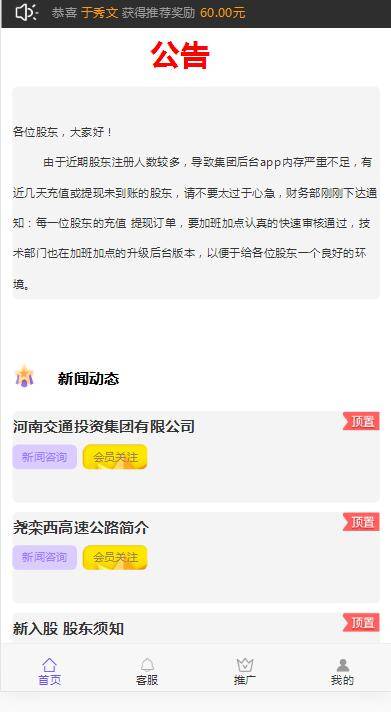 恭喜 于秀文 获得推荐奖励 60.00元
公告
各位股东，大家好！
由于近期股东注册人数较多，导致集团后台app内存严重不足，有
近几天充值或提现未到账的股东，请不要太过于心急，财务部刚刚下达通
知：每一位股东的充值 提现订单，要加班加点认真的快速审核通过，技
术部门也在加班加点的升级后台版本，以便于给各位股东一个良好的环
境。
新闻动态
河南交通投资集团有限公司 顶置
新闻咨询 会员关注
尧栾西高速公路简介 顶置
新闻咨询 会员关注
新入股 股东须知 顶置
首页 客服 推广 我的